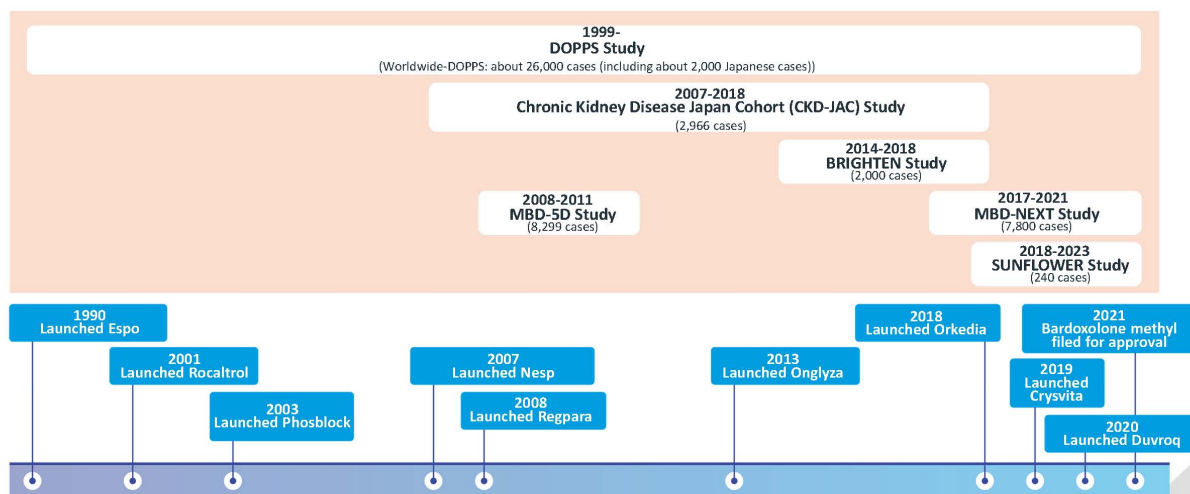 1999-
DOPPS Study
(Worldwide-DOPPS: about 26,000 cases (including about 2,000 Japanese cases))
2007-2018
Chronic Kidney Disease Japan Cohort (CKD-JAC) Study
(2,966 cases)
2014-2018
BRIGHTEN Study
(2,000 cases)
2008-2011
MBD-5D Study
(8,299 cases)
2017-2021
MBD-NEXT Study
(7,800 cases)
2018-2023
SUNFLOWER Study
(240 cases)
1990
Launched Espo
2001
Launched Rocaltrol
2003
Launched Phosblock
2007
Launched Nesp
2008
Launched Regpara
2013
Launched Onglyza
2018
Launched Orkedia
2021
Bardoxolone methyl
filed for approval
2019
Launched
Crysvita
2020
Launched Duvroq